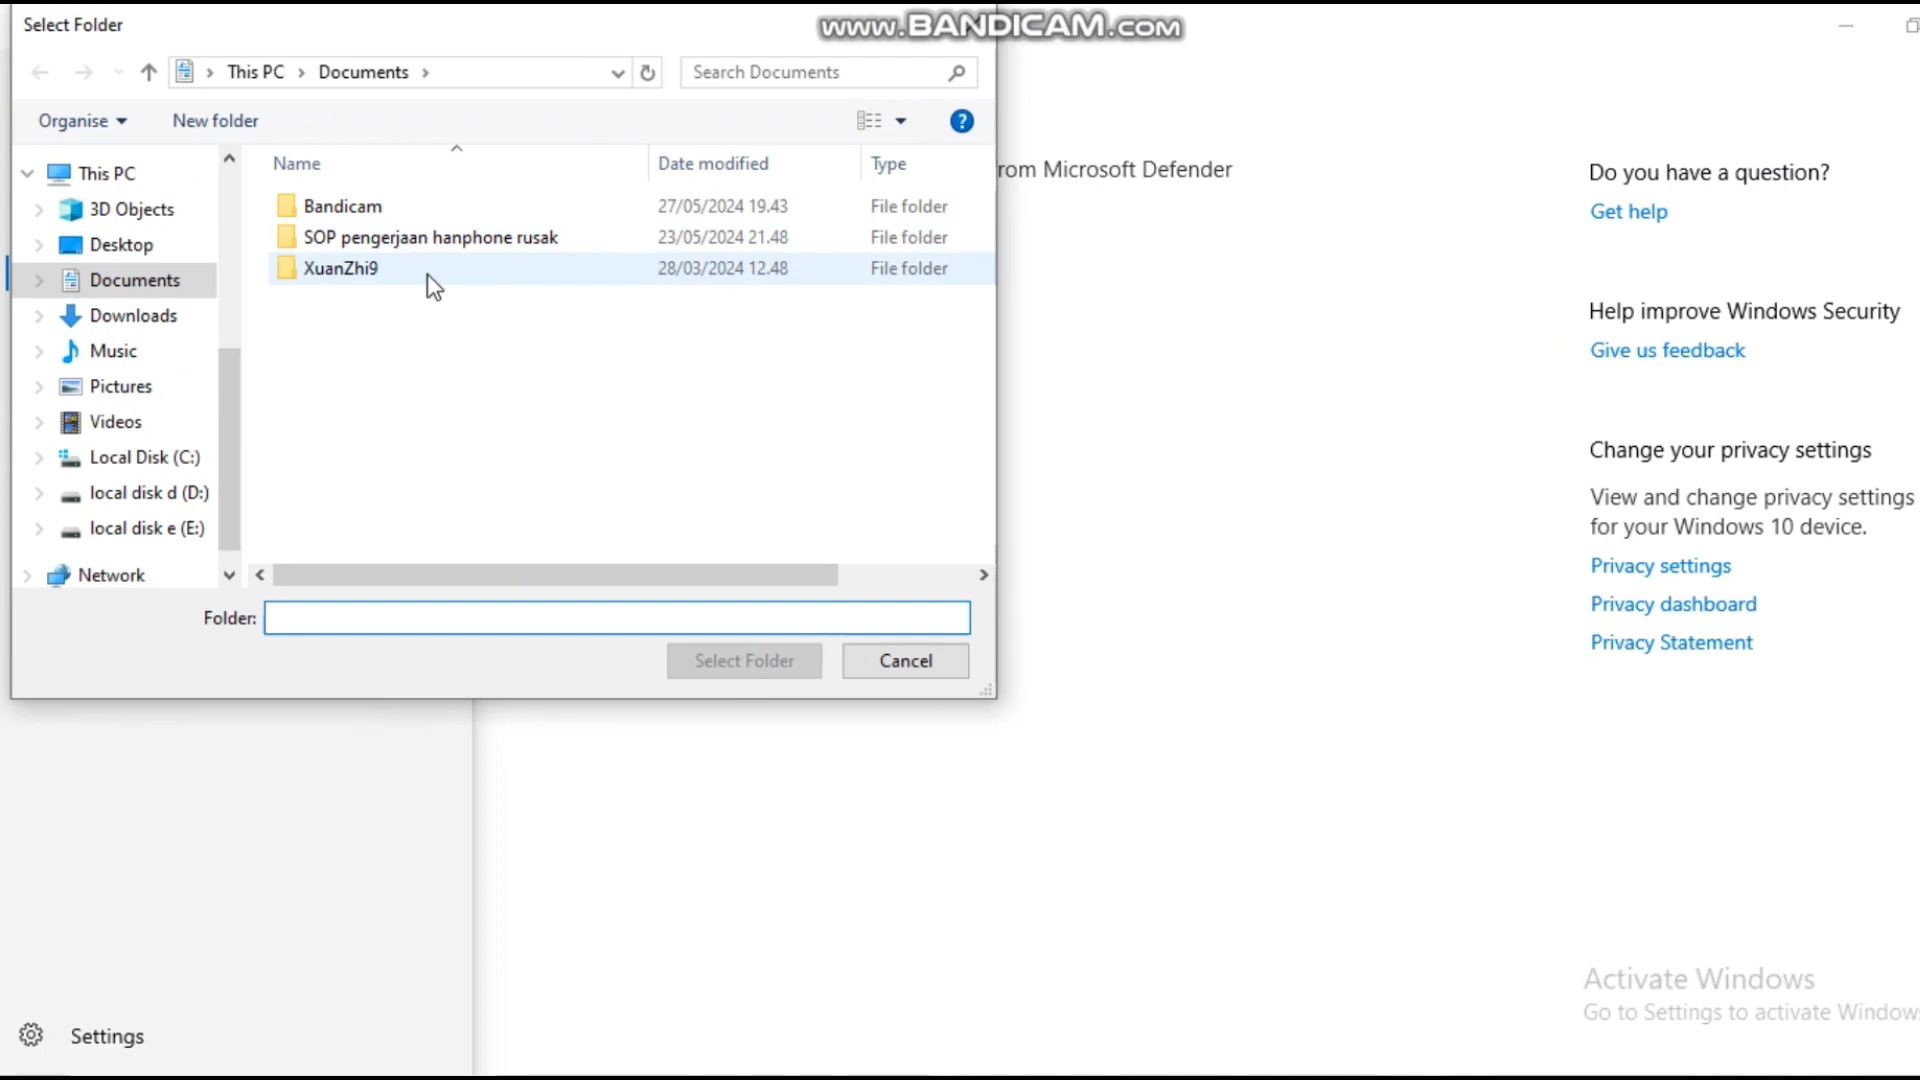 Select Folder
www.BANDICAM.com
This PC > Documents >
Search Documents
Organise
New folder
This PC
3D Objects
Desktop
Documents
Downloads
Music
Pictures
Videos
Local Disk (C:)
local disk d (D:)
local disk e (E:)
Network
Name Date modified Type
Bandicam 27/05/2024 19.43 File folder
SOP pengerjaan hanphone rusak 23/05/2024 21.48 File folder
XuanZhi9 28/03/2024 12.48 File folder
Folder:
Select Folder
Cancel
rom Microsoft Defender
Do you have a question?
Get help
Help improve Windows Security
Give us feedback
Change your privacy settings
View and change privacy settings
for your Windows 10 device.
Privacy settings
Privacy dashboard
Privacy Statement
Settings
Activate Windows
Go to Settings to activate Windows